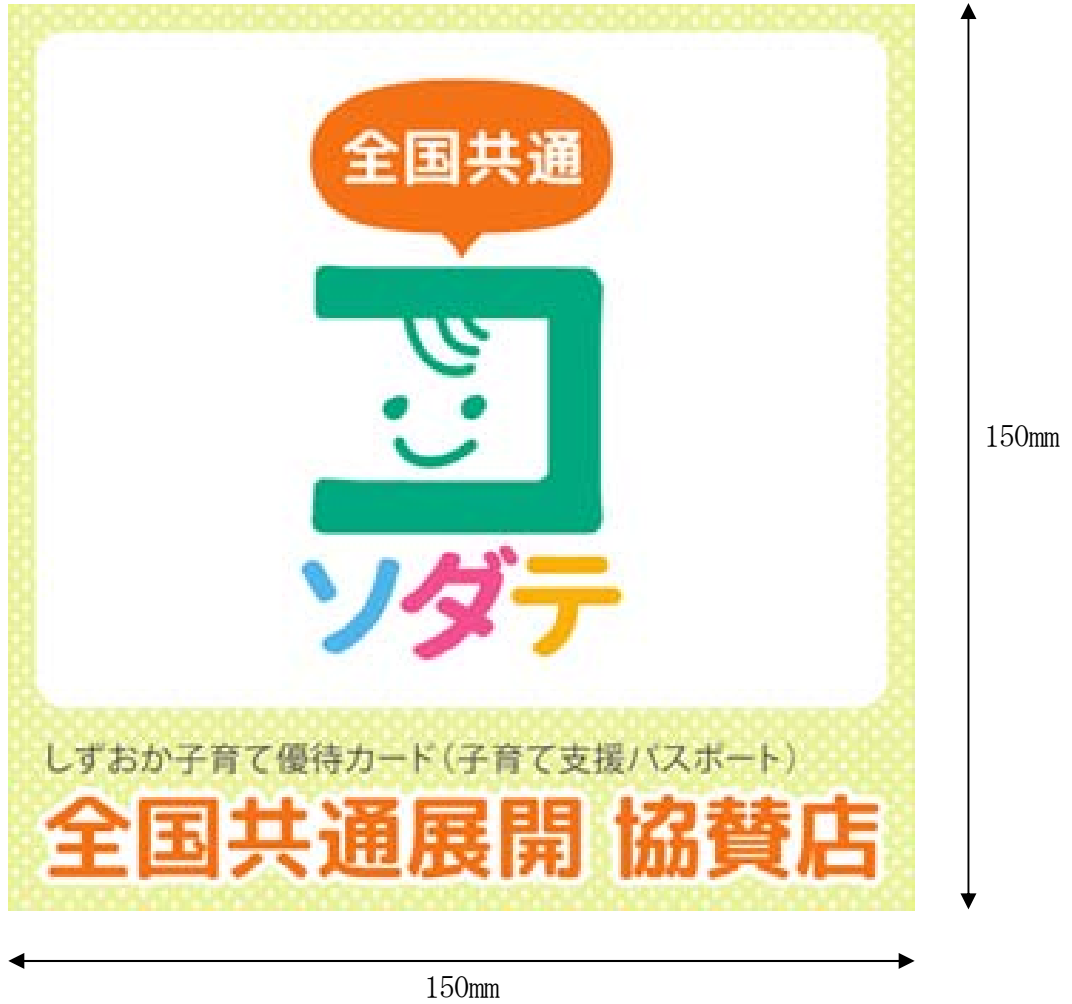 全国共通
コ
ソダテ
しずおか子育て優待カード（子育て支援パスポート）
全国共通展開 協賛店
150mm
150mm